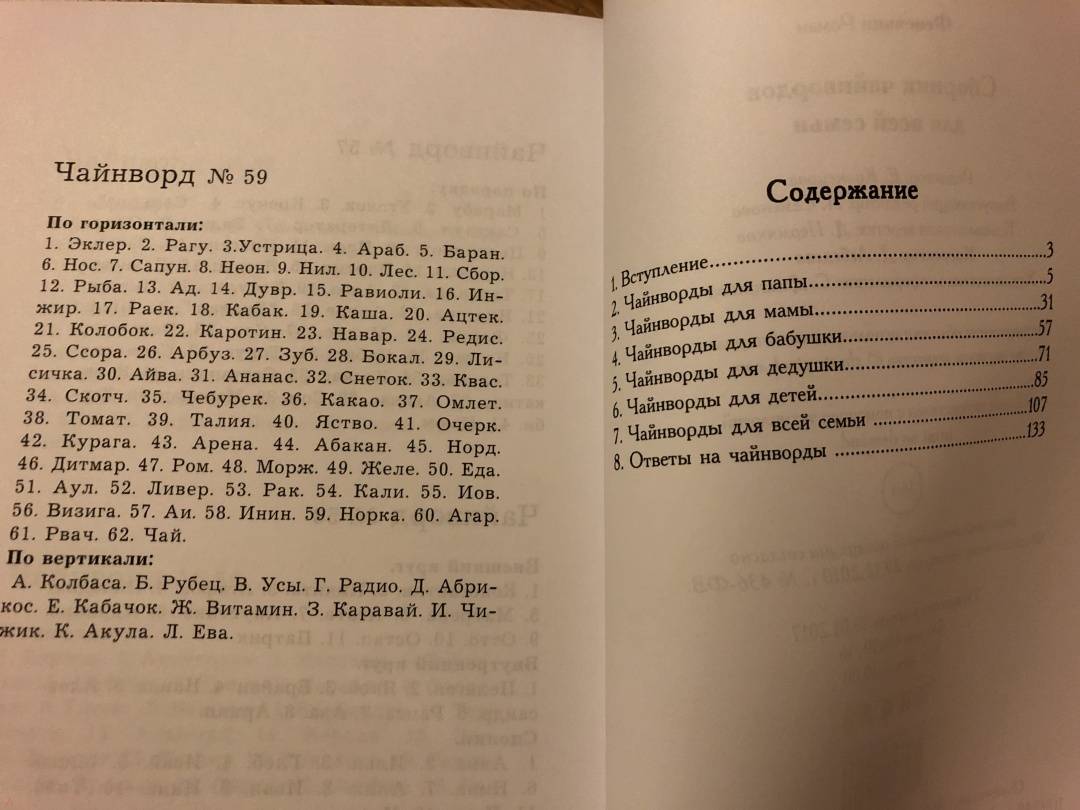 Чайнворд № 59
По горизонтали:
1. Эклер. 2. Рагу. 3.Устрица. 4. Араб. 5. Баран.
6. Нос. 7. Сапун. 8. Неон. 9. Нил. 10. Лес. 11. Сбор.
12. Рыба. 13. Ад. 14. Дувр. 15. Равиоли. 16. Ин-
жир. 17. Раек. 18. Кабак. 19. Каша. 20. Ацтек.
21. Колобок. 22. Каротин. 23. Навар. 24. Редис.
25. Ссора. 26. Арбуз. 27. Зуб. 28. Бокал. 29. Ли-
сичка. 30. Айва. 31. Ананас. 32. Снеток. 33. Квас.
34. Скотч. 35. Чебурек. 36. Какао. 37. Омлет.
38. Томат. 39. Талия. 40. Яство. 41. Очерк.
42. Курага. 43. Арена. 44. Абакан. 45. Норд.
46. Дитмар. 47. Ром. 48. Морж. 49. Желе. 50. Еда.
51. Аул. 52. Ливер. 53. Рак. 54. Кали. 55. Иов.
56. Визига. 57. Аи. 58. Инин. 59. Норка. 60. Агар.
61. Рвач. 62. Чай.
По вертикали:
А. Колбаса. Б. Рубец. В. Усы. Г. Радио. Д. Абри-
кос. Е. Кабачок. Ж. Витамин. З. Каравай. И. Чи-
жик. К. Акула. Л. Ева.
Содержание
1. Вступление...3
2. Чайнворды для папы...5
3. Чайнворды для мамы...31
4. Чайнворды для бабушки...57
5. Чайнворды для дедушки...71
6. Чайнворды для детей...85
7. Чайнворды для всей семьи ...107
8. Ответы на чайнворды ...133